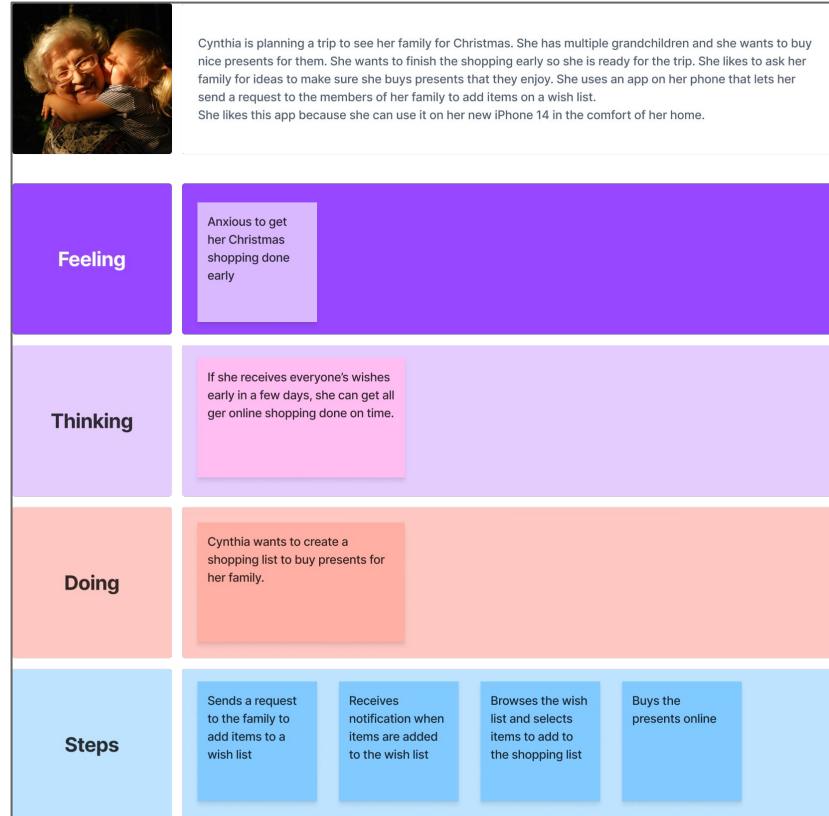 Cynthia is planning a trip to see her family for Christmas. She has multiple grandchildren and she wants to buy
nice presents for them. She wants to finish the shopping early so she is ready for the trip. She likes to ask her
family for ideas to make sure she buys presents that they enjoy. She uses an app on her phone that lets her
send a request to the members of her family to add items on a wish list.
She likes this app because she can use it on her new iPhone 14 in the comfort of her home.
Feeling
Anxious to get
her Christmas
shopping done
early
Thinking
If she receives everyone's wishes
early in a few days, she can get all
ger online shopping done on time.
Doing
Cynthia wants to create a
shopping list to buy presents for
her family.
Steps
Sends a request
to the family to
add items to a
wish list
Receives
notification when
items are added
to the wish list
Browses the wish
list and selects
items to add to
the shopping list
Buys the
presents online